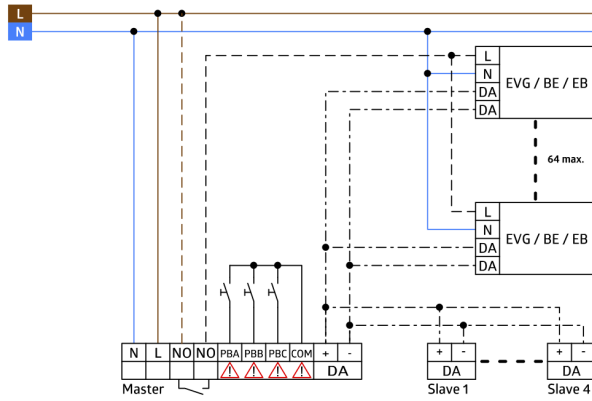 L
N
L
N
DA
DA
EVG / BE / EB
64 max.
L
N
DA
DA
EVG / BE / EB
N L NO NO PBA PBB PBC COM + -
DA
Master
+ -
DA
Slave 1
+ -
DA
Slave 4